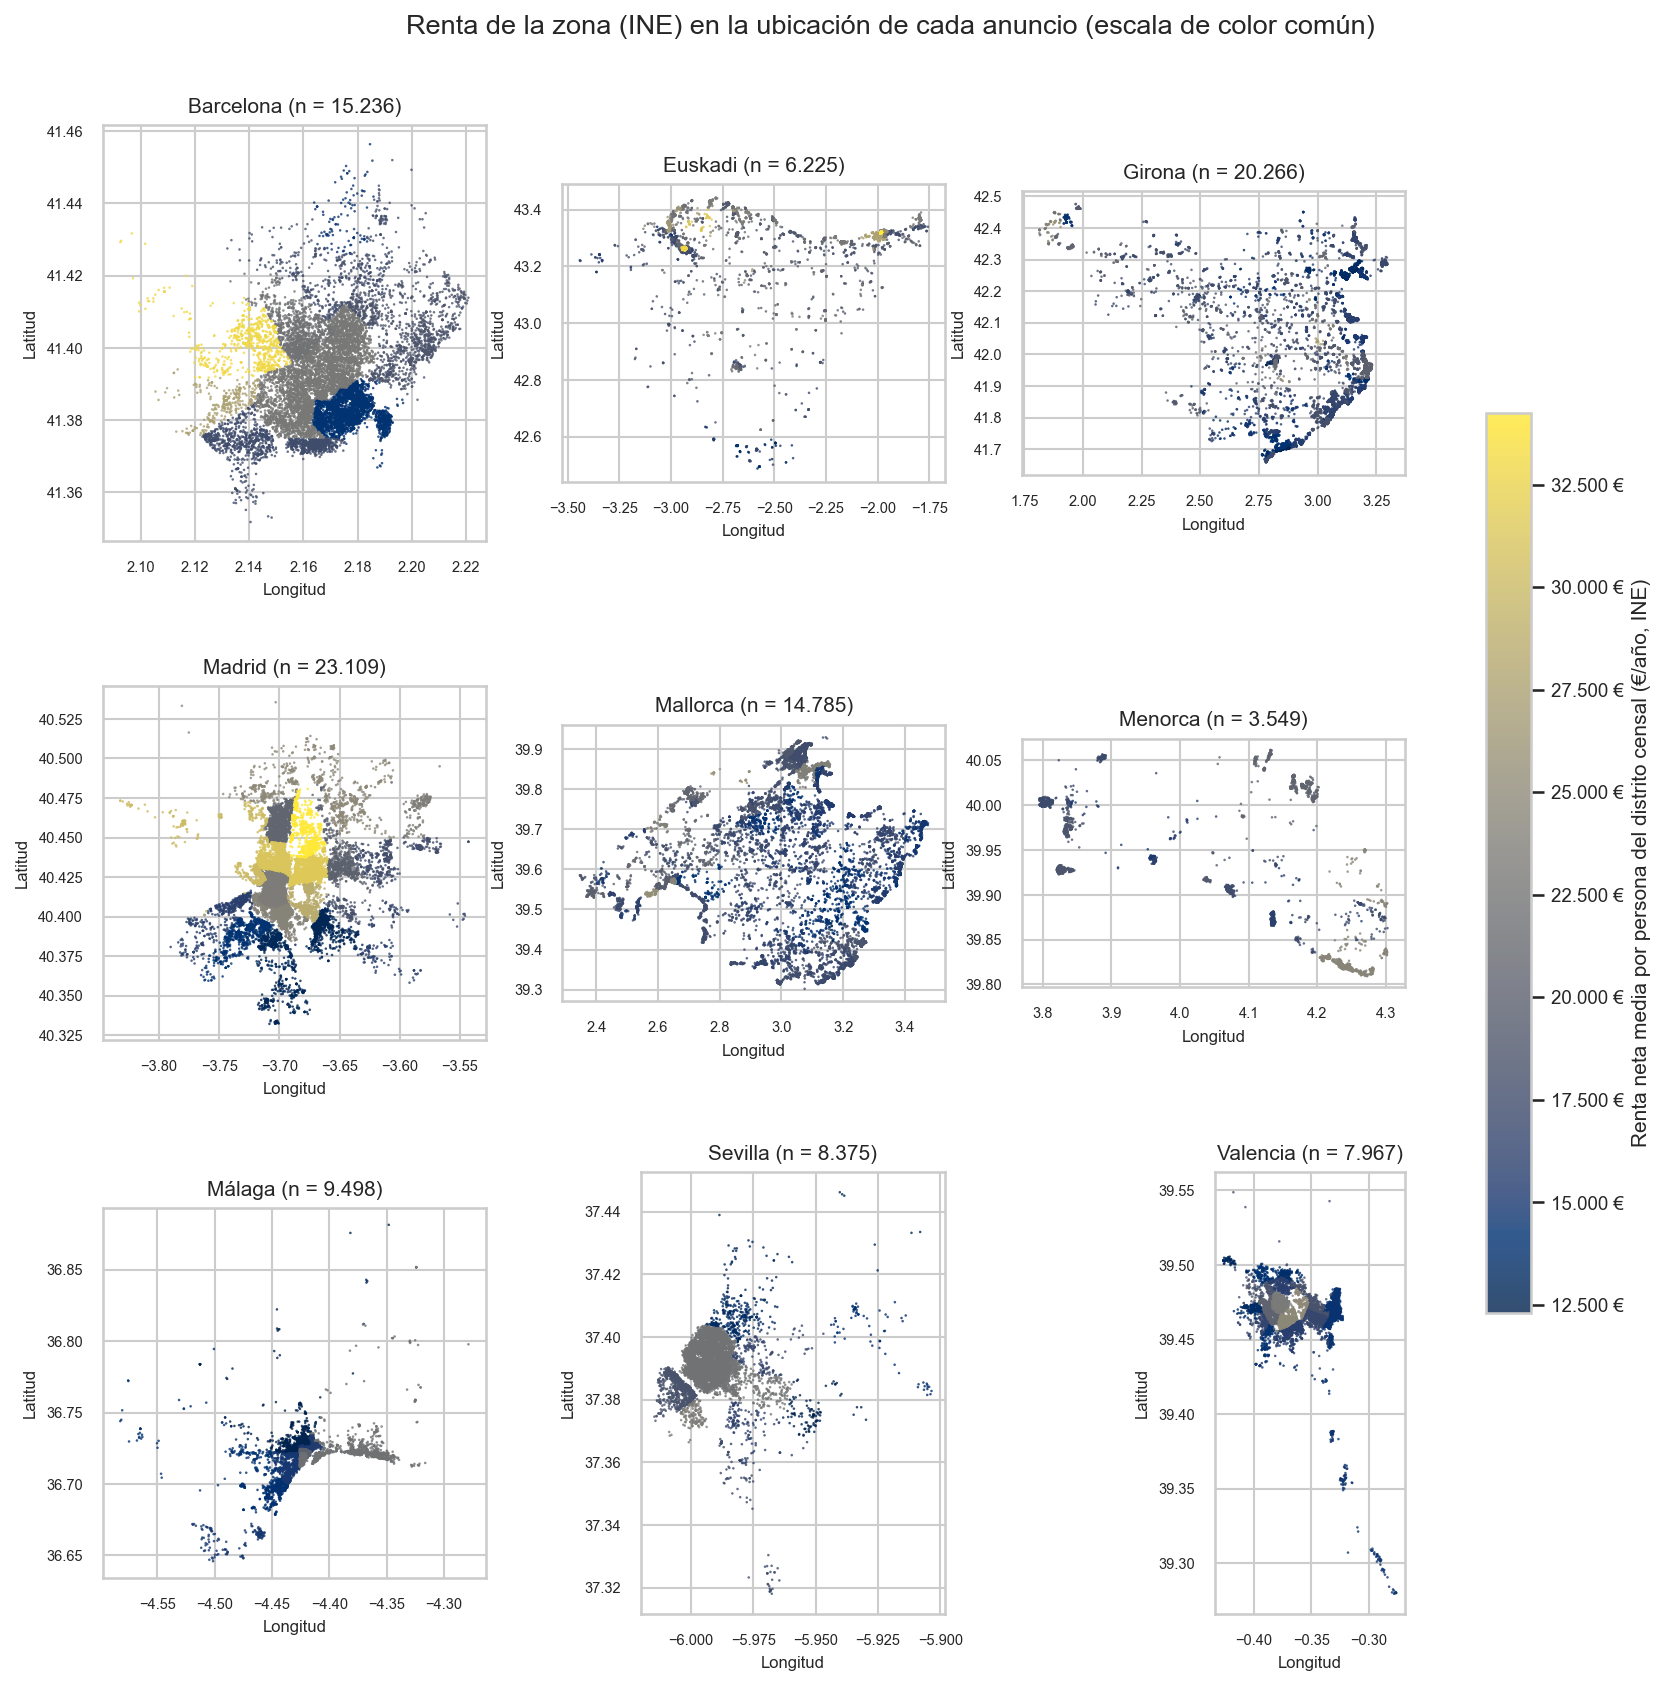 Renta de la zona (INE) en la ubicación de cada anuncio (escala de color común)
Barcelona (n = 15.236)
41.46
41.44
41.42
41.40
41.38
41.36
Latitud
2.10 2.12 2.14 2.16 2.18 2.20 2.22
Longitud
Euskadi (n = 6.225)
43.4
43.2
43.0
42.8
42.6
Latitud
−3.50 −3.25 −3.00 −2.75 −2.50 −2.25 −2.00 −1.75
Longitud
Girona (n = 20.266)
42.5
42.4
42.3
42.2
42.1
42.0
41.9
41.8
41.7
Latitud
1.75 2.00 2.25 2.50 2.75 3.00 3.25
Longitud
Madrid (n = 23.109)
40.525
40.500
40.475
40.450
40.425
40.400
40.375
40.350
40.325
Latitud
−3.80 −3.75 −3.70 −3.65 −3.60 −3.55
Longitud
Mallorca (n = 14.785)
39.9
39.8
39.7
39.6
39.5
39.4
39.3
Latitud
2.4 2.6 2.8 3.0 3.2 3.4
Longitud
Menorca (n = 3.549)
40.05
40.00
39.95
39.90
39.85
39.80
Latitud
3.8 3.9 4.0 4.1 4.2 4.3
Longitud
Málaga (n = 9.498)
36.85
36.80
36.75
36.70
36.65
Latitud
−4.55 −4.50 −4.45 −4.40 −4.35 −4.30
Longitud
Sevilla (n = 8.375)
37.44
37.42
37.40
37.38
37.36
37.34
37.32
Latitud
−6.000 −5.975 −5.950 −5.925 −5.900
Longitud
Valencia (n = 7.967)
39.55
39.50
39.45
39.40
39.35
39.30
Latitud
−0.40 −0.35 −0.30
Longitud
32.500 €
30.000 €
27.500 €
25.000 €
22.500 €
20.000 €
17.500 €
15.000 €
12.500 €
Renta neta media por persona del distrito censal (€/año, INE)